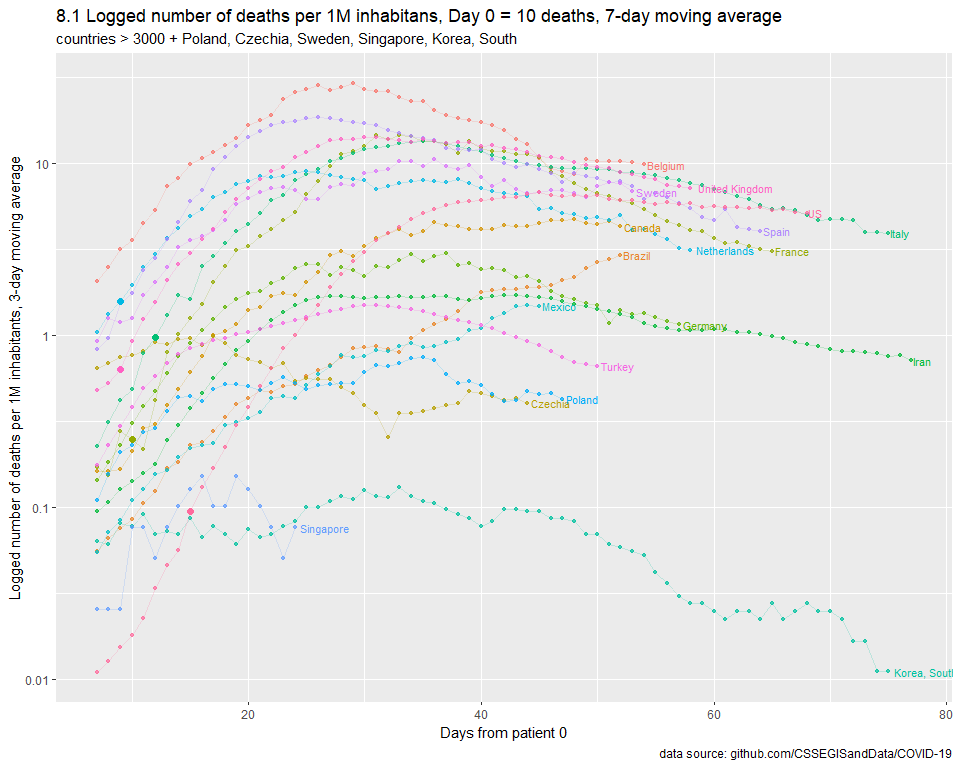 8.1 Logged number of deaths per 1M inhabitans, Day 0 = 10 deaths, 7-day moving average
countries > 3000 + Poland, Czechia, Sweden, Singapore, Korea, South
Logged number of deaths per 1M inhabitants, 3-day moving average
10
1
0.1
0.01
Belgium
United Kingdom
Sweden
US
Canada
Spain
Italy
Netherlands
France
Brazil
Mexico
Germany
Iran
Turkey
Poland
Czechia
Singapore
Korea, South
20
40
60
80
Days from patient 0
data source: github.com/CSSEGISandData/COVID-19